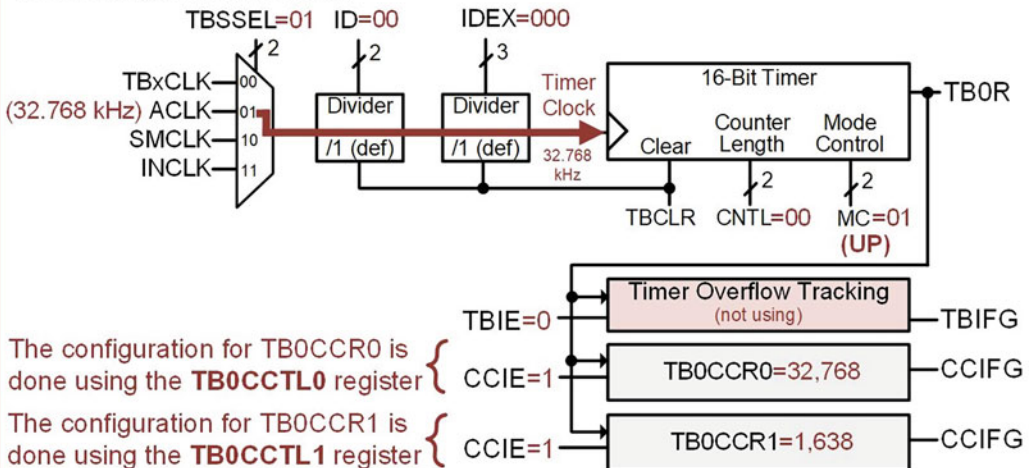 TBSSEL=01 ID=00 IDEX=000
2 2 3
TBxCLK 00
(32.768 kHz) ACLK 01
SMCLK 10
INCLK 11
Divider
/1 (def)
Divider
/1 (def)
Timer
Clock
32.768
kHz
16-Bit Timer
Clear
Counter
Length
Mode
Control
TB0R
2 2
TBCLR CNTL=00 MC=01
(UP)
Timer Overflow Tracking
(not using)
TBIE=0
TBIFG
The configuration for TB0CCR0 is
done using the TB0CCTL0 register
CCIE=1
TB0CCR0=32,768
CCIFG
The configuration for TB0CCR1 is
done using the TB0CCTL1 register
CCIE=1
TB0CCR1=1,638
CCIFG